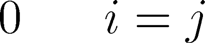 0 i = j